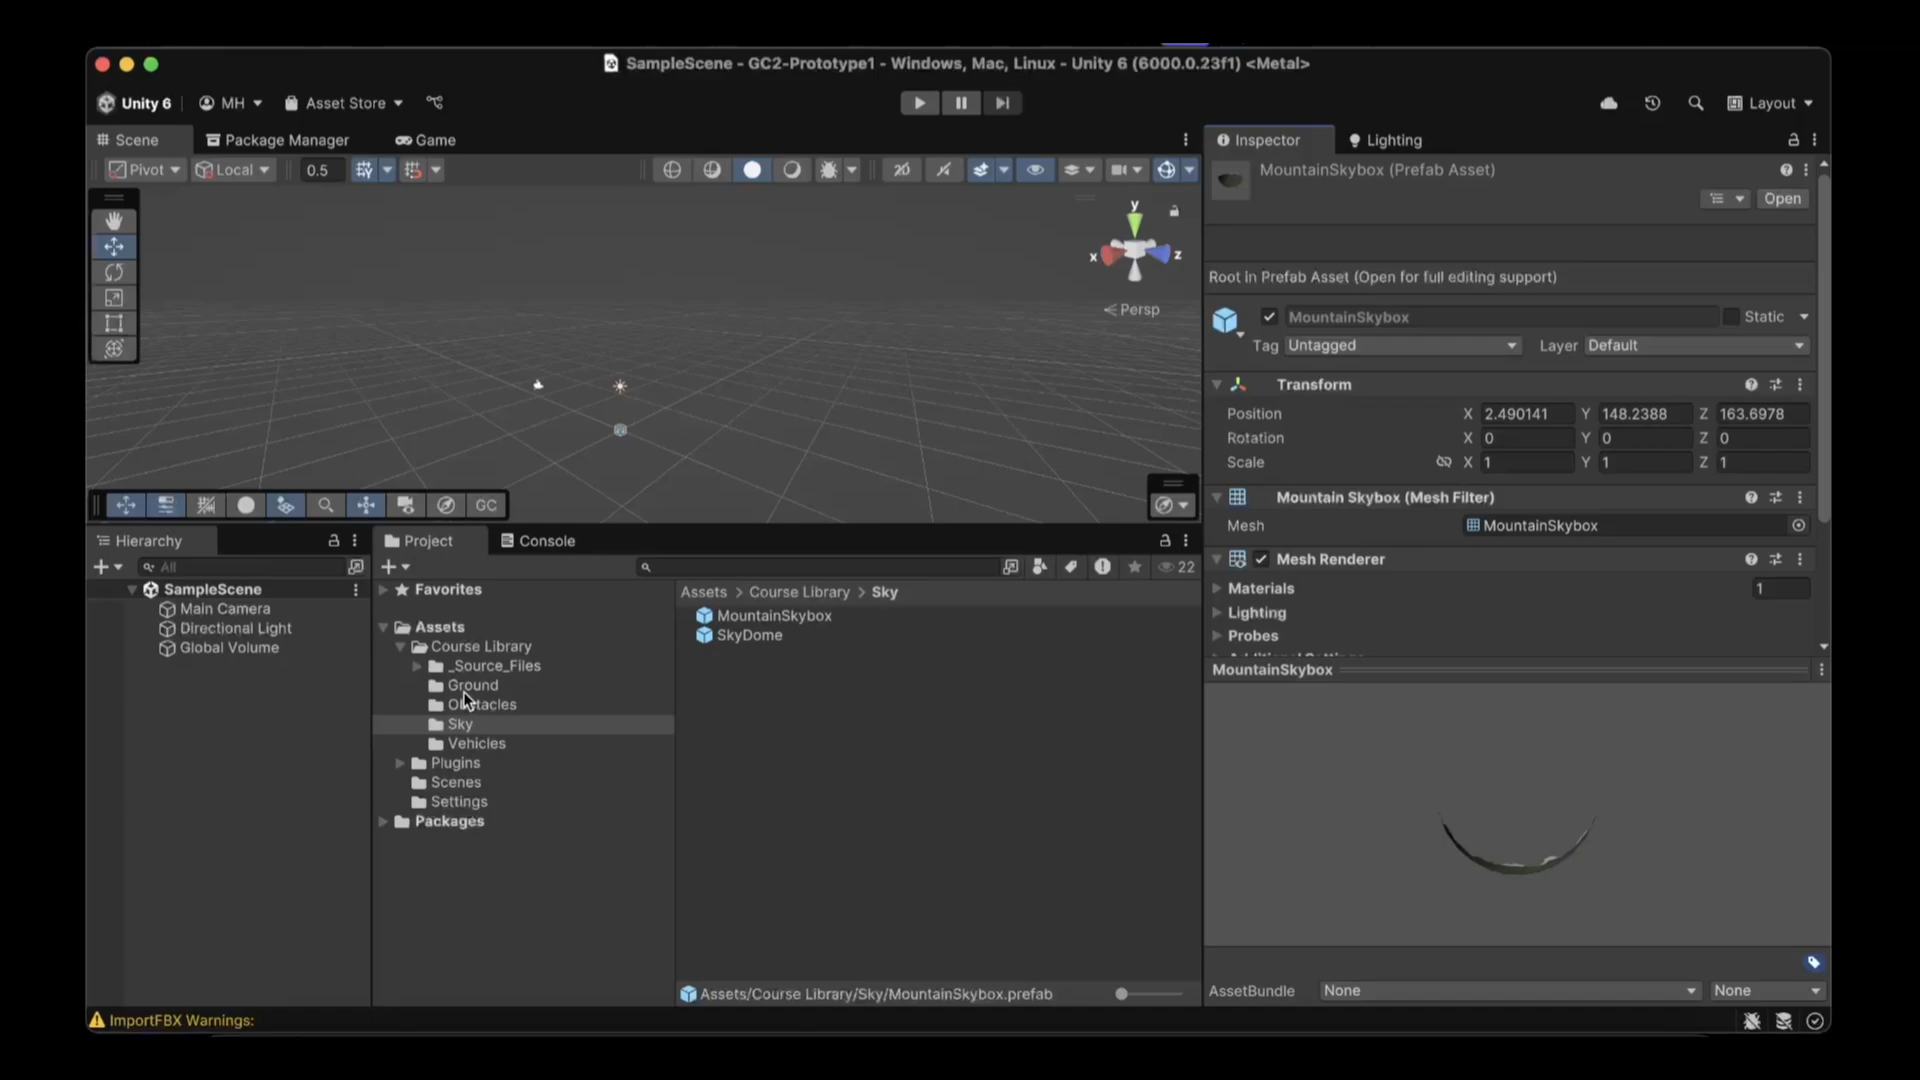 SampleScene - GC2-Prototype1 - Windows, Mac, Linux - Unity 6 (6000.0.23f1) <Metal>
Unity 6 MH Asset Store Layout
Scene Package Manager Game
Pivot Local 0.5
y
x z
Persp
GC
Inspector Lighting
MountainSkybox (Prefab Asset)
Open
Root in Prefab Asset (Open for full editing support)
MountainSkybox Static
Tag Untagged Layer Default
Transform
Position X 2.490141 Y 148.2388 Z 163.6978
Rotation X 0 Y 0 Z 0
Scale X 1 Y 1 Z 1
Mountain Skybox (Mesh Filter)
Mesh MountainSkybox
Mesh Renderer
Materials 1
Lighting
Probes
MountainSkybox
AssetBundle None None
Hierarchy
All
SampleScene
Main Camera
Directional Light
Global Volume
Project Console
22
Favorites
Assets
Course Library
_Source_Files
Ground
Obstacles
Sky
Vehicles
Plugins
Scenes
Settings
Packages
Assets > Course Library > Sky
MountainSkybox
SkyDome
Assets/Course Library/Sky/MountainSkybox.prefab
ImportFBX Warnings: